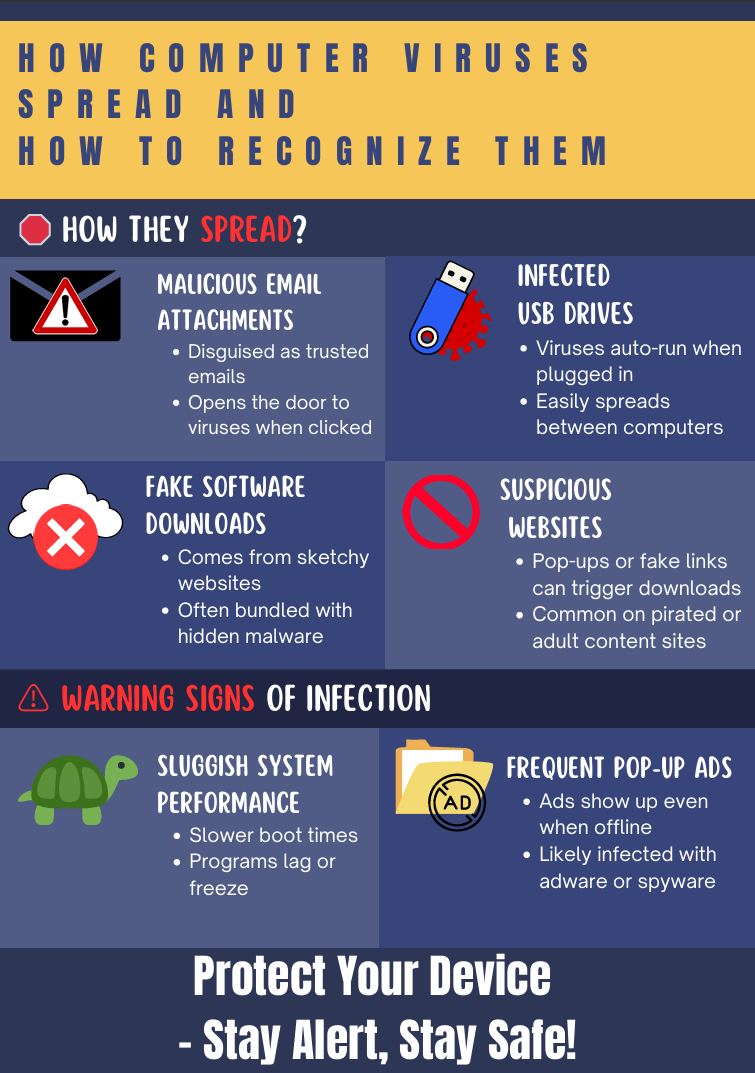 HOW COMPUTER VIRUSES
SPREAD AND
HOW TO RECOGNIZE THEM
HOW THEY SPREAD?
MALICIOUS EMAIL
ATTACHMENTS
• Disguised as trusted
emails
• Opens the door to
viruses when clicked
INFECTED
USB DRIVES
• Viruses auto-run when
plugged in
• Easily spreads
between computers
FAKE SOFTWARE
DOWNLOADS
• Comes from sketchy
websites
• Often bundled with
hidden malware
SUSPICIOUS
WEBSITES
• Pop-ups or fake links
can trigger downloads
• Common on pirated or
adult content sites
WARNING SIGNS OF INFECTION
SLUGGISH SYSTEM
PERFORMANCE
• Slower boot times
• Programs lag or
freeze
AD
FREQUENT POP-UP ADS
• Ads show up even
when offline
• Likely infected with
adware or spyware
Protect Your Device
- Stay Alert, Stay Safe!